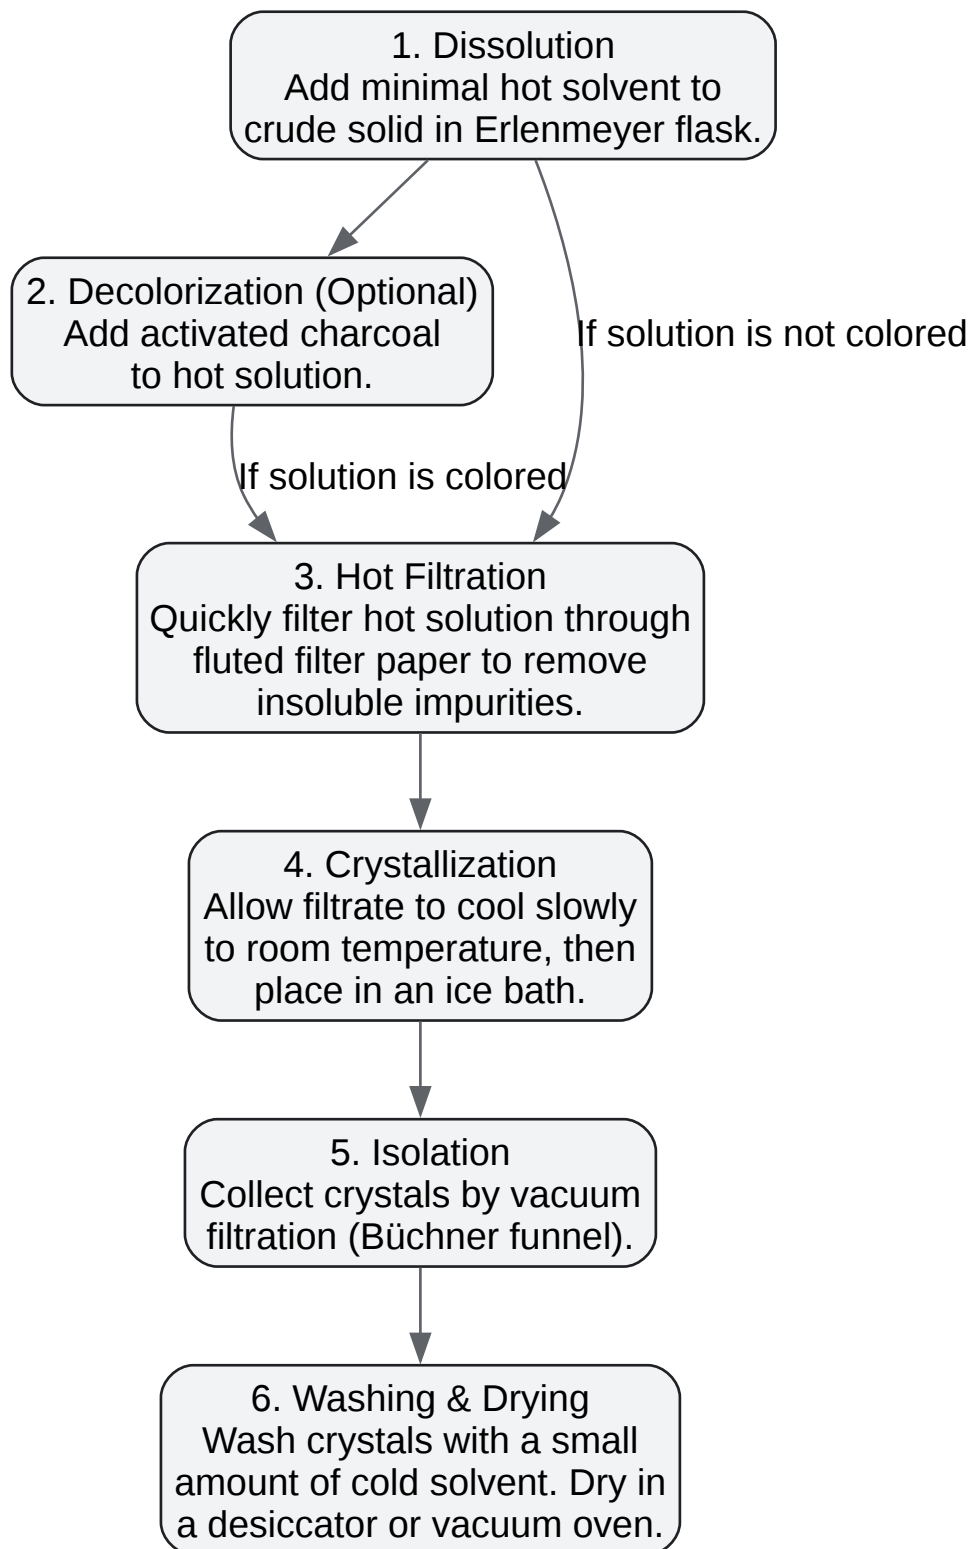 1. Dissolution
Add minimal hot solvent to
crude solid in Erlenmeyer flask.
2. Decolorization (Optional)
Add activated charcoal
to hot solution.
If solution is not colored
If solution is colored
3. Hot Filtration
Quickly filter hot solution through
fluted filter paper to remove
insoluble impurities.
4. Crystallization
Allow filtrate to cool slowly
to room temperature, then
place in an ice bath.
5. Isolation
Collect crystals by vacuum
filtration (Büchner funnel).
6. Washing & Drying
Wash crystals with a small
amount of cold solvent. Dry in
a desiccator or vacuum oven.